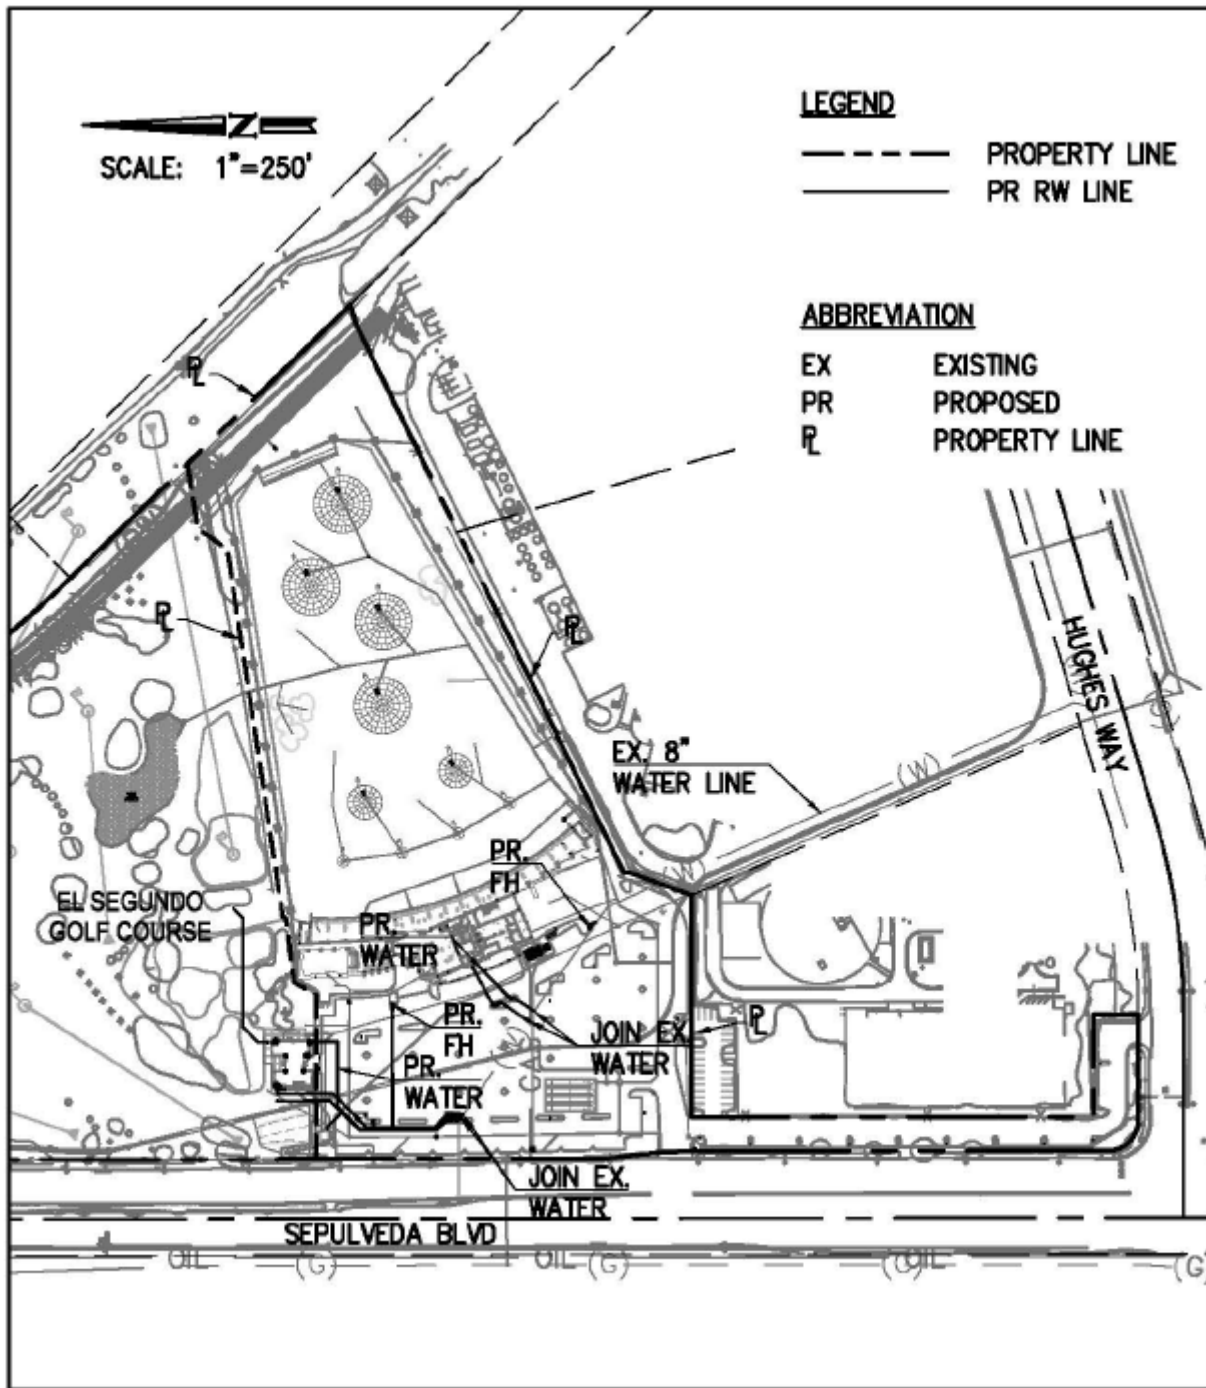 Z
SCALE: 1"=250'
LEGEND
PROPERTY LINE
PR RW LINE
ABBREVIATION
EX EXISTING
PR PROPOSED
PL PROPERTY LINE
PL
PL
PL
HUGHES WAY
EX. 8"
WATER LINE
(W)
(W)
(S)
PR.
FH
EL SEGUNDO
GOLF COURSE
PR.
WATER
PR.
FH
JOIN EX.
WATER
PL
PR.
WATER
JOIN EX.
WATER
SEPULVEDA BLVD
OIL (G) OIL (G) (G) OIL (G)